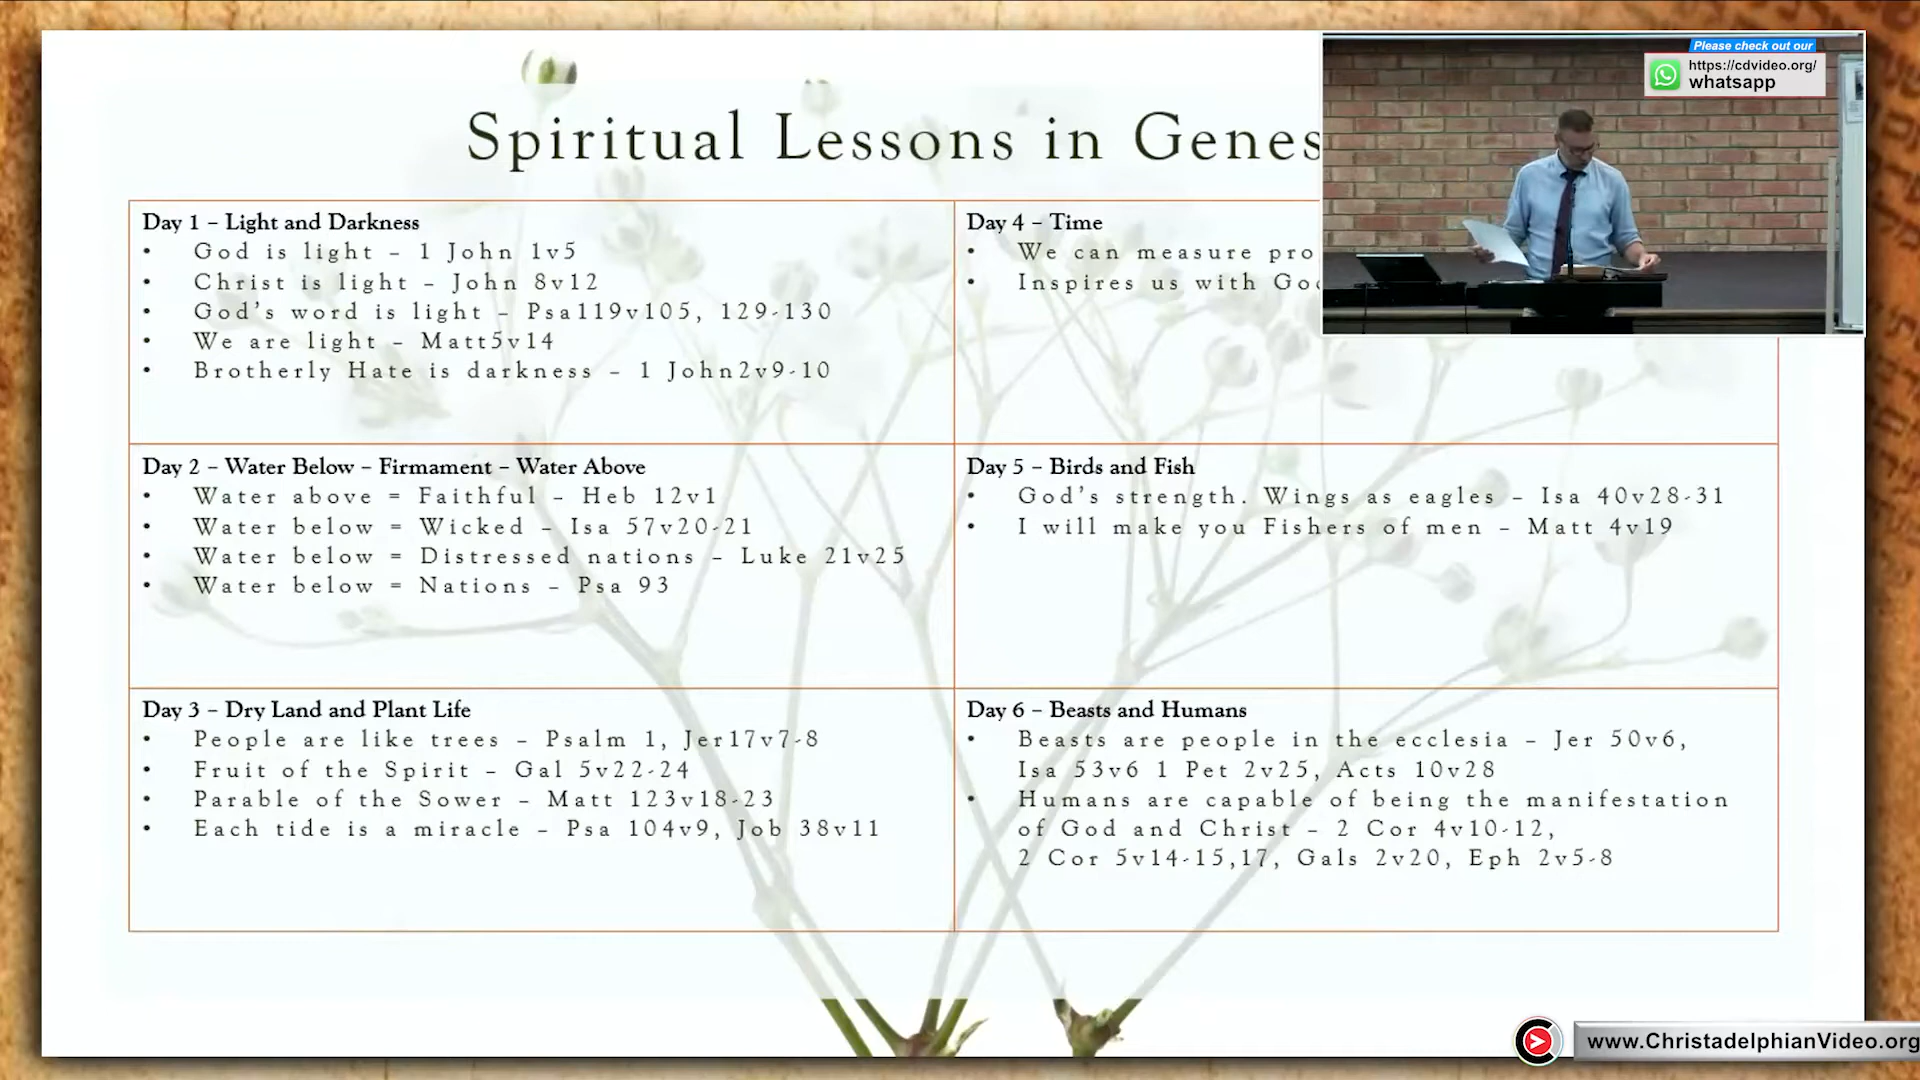 Please check out our
https://cdvideo.org/
whatsapp
Spiritual Lessons in Genes
Day 1 – Light and Darkness
• God is light – 1 John 1v5
• Christ is light – John 8v12
• God's word is light – Psa119v105, 129-130
• We are light – Matt5v14
• Brotherly Hate is darkness – 1 John2v9-10
Day 2 – Water Below – Firmament – Water Above
• Water above = Faithful – Heb 12v1
• Water below = Wicked – Isa 57v20-21
• Water below = Distressed nations – Luke 21v25
• Water below = Nations – Psa 93
Day 3 – Dry Land and Plant Life
• People are like trees – Psalm 1, Jer17v7-8
• Fruit of the Spirit – Gal 5v22-24
• Parable of the Sower – Matt 123v18-23
• Each tide is a miracle – Psa 104v9, Job 38v11
Day 4 – Time
• We can measure pro
• Inspires us with Go
Day 5 – Birds and Fish
• God's strength. Wings as eagles – Isa 40v28-31
• I will make you Fishers of men – Matt 4v19
Day 6 – Beasts and Humans
• Beasts are people in the ecclesia – Jer 50v6,
Isa 53v6 1 Pet 2v25, Acts 10v28
• Humans are capable of being the manifestation
of God and Christ – 2 Cor 4v10-12,
2 Cor 5v14-15,17, Gals 2v20, Eph 2v5-8
www.ChristadelphianVideo.org